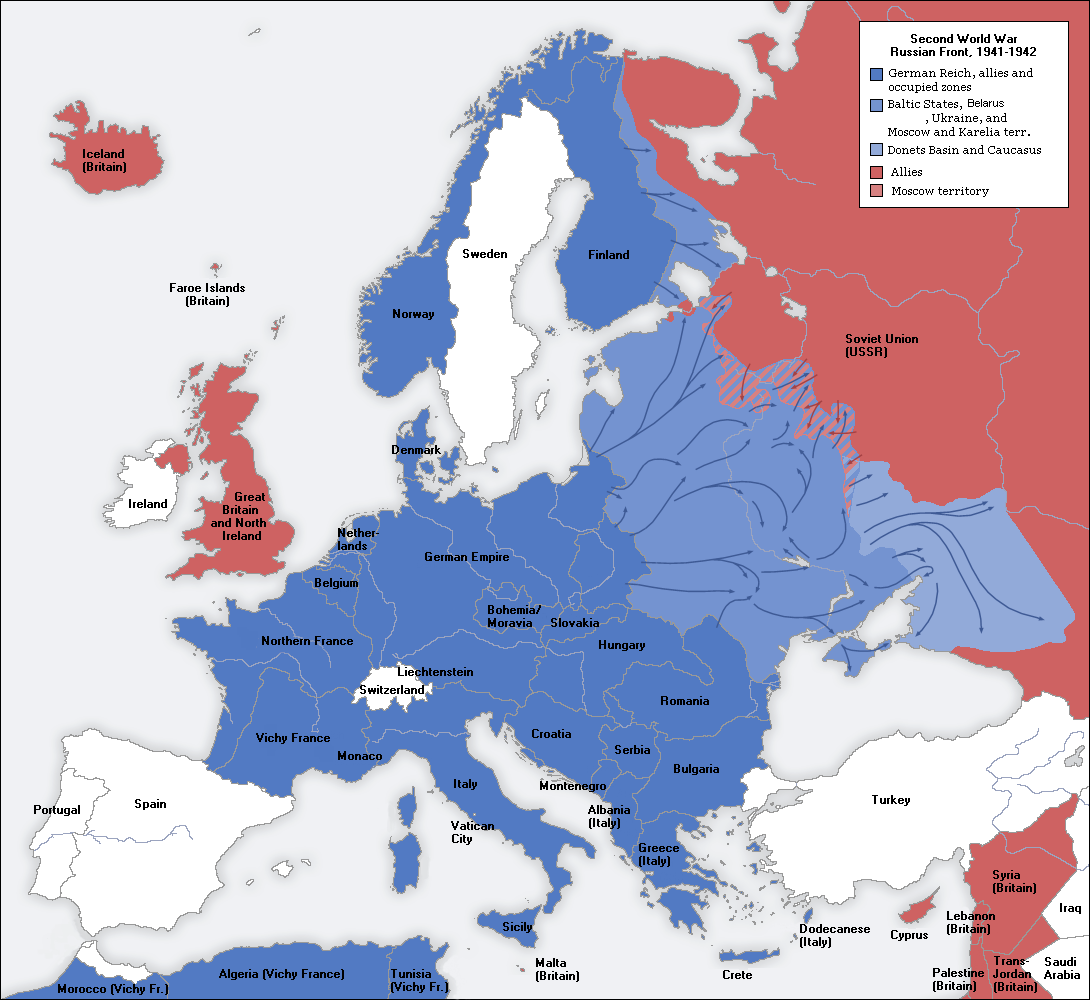 Second World War
Russian Front, 1941-1942
German Reich, allies and
occupied zones
Baltic States, Belarus
, Ukraine, and
Moscow and Karelia terr.
Donets Basin and Caucasus
Allies
Moscow territory
Iceland
(Britain)
Sweden
Finland
Faroe Islands
(Britain)
Norway
Soviet Union
(USSR)
Denmark
Ireland
Great
Britain
and North
Ireland
Nether-
lands
German Empire
Belgium
Bohemia/
Moravia
Slovakia
Northern France
Hungary
Liechtenstein
Switzerland
Romania
Vichy France
Croatia
Monaco
Serbia
Bulgaria
Italy
Montenegro
Portugal
Spain
Turkey
Albania
(Italy)
Vatican
City
Greece
(Italy)
Syria
(Britain)
Iraq
Sicily
Dodecanese
(Italy)
Cyprus
Lebanon
(Britain)
Malta
(Britain)
Crete
Palestine
(Britain)
Trans-
Jordan
(Britain)
Saudi
Arabia
Morocco (Vichy Fr.)
Algeria (Vichy France)
Tunisia
(Vichy Fr.)